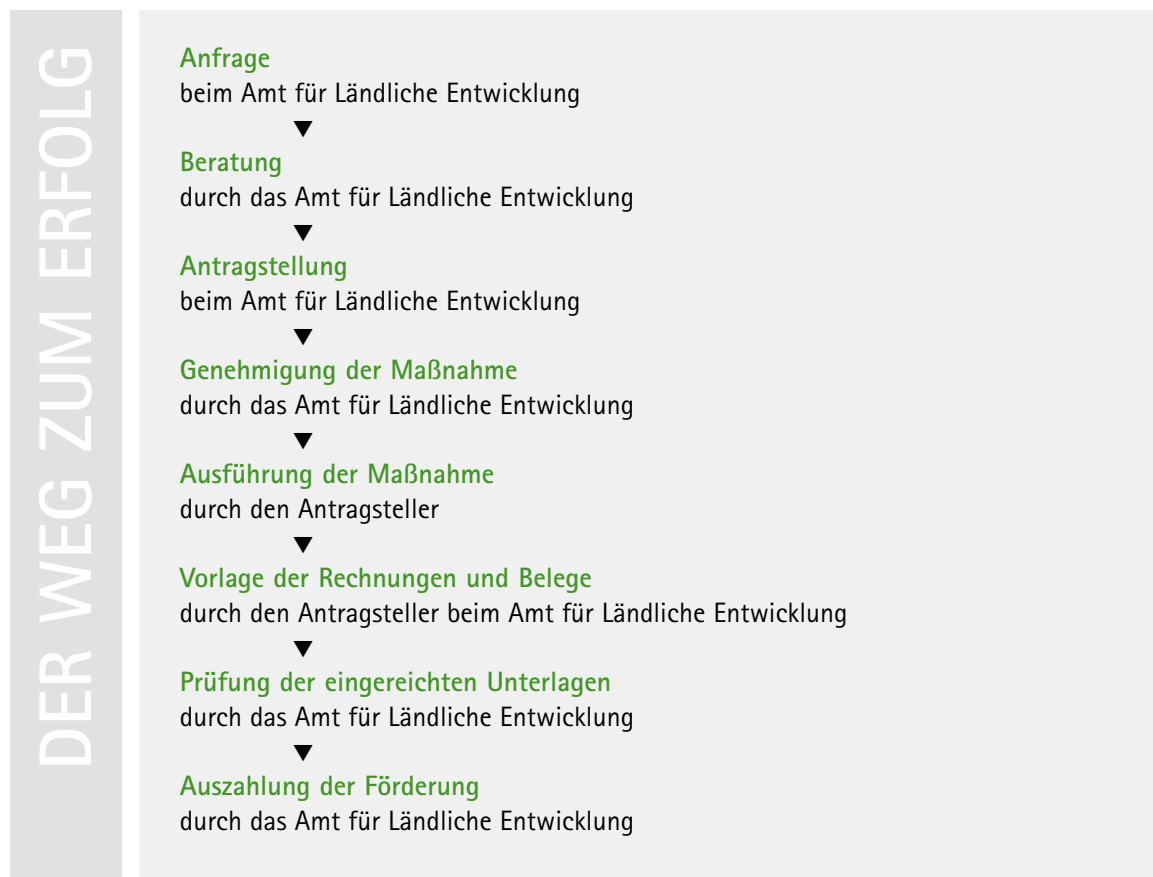 DER WEG ZUM ERFOLG
Anfrage
beim Amt für Ländliche Entwicklung
▼
Beratung
durch das Amt für Ländliche Entwicklung
▼
Antragstellung
beim Amt für Ländliche Entwicklung
▼
Genehmigung der Maßnahme
durch das Amt für Ländliche Entwicklung
▼
Ausführung der Maßnahme
durch den Antragsteller
▼
Vorlage der Rechnungen und Belege
durch den Antragsteller beim Amt für Ländliche Entwicklung
▼
Prüfung der eingereichten Unterlagen
durch das Amt für Ländliche Entwicklung
▼
Auszahlung der Förderung
durch das Amt für Ländliche Entwicklung